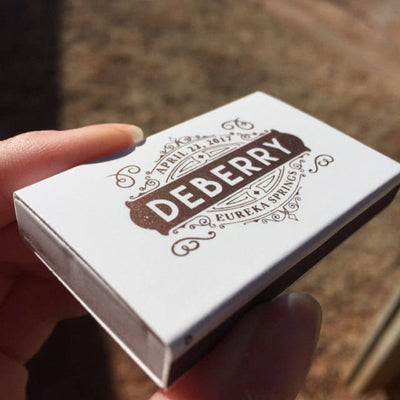 APRIL 22, 2017
DEBERRY
EUREKA SPRINGS